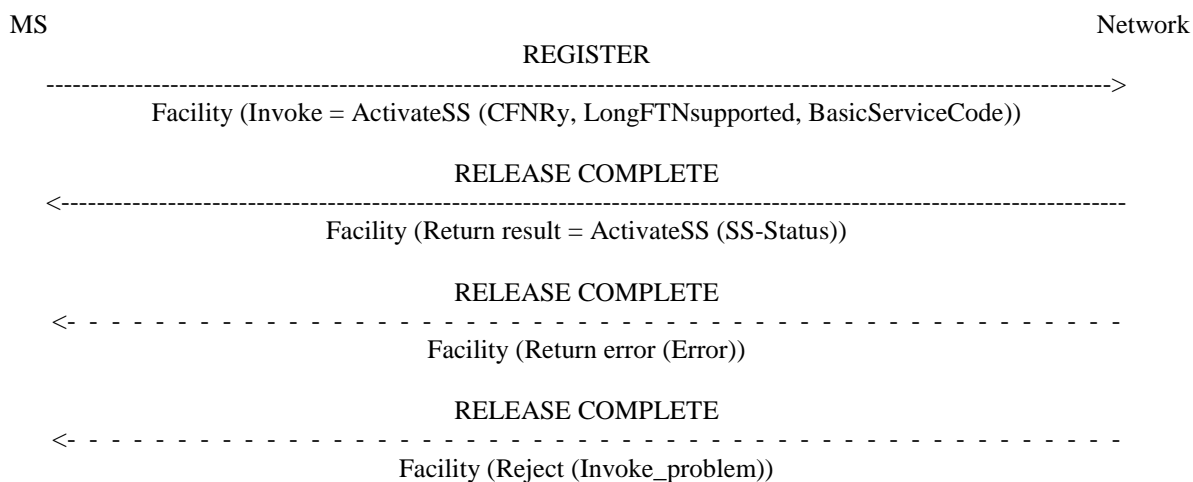 MS Network
REGISTER
------------------------------------------------------------------------------------------------------------------------>
Facility (Invoke = ActivateSS (CFNRy, LongFTNsupported, BasicServiceCode))
RELEASE COMPLETE
<------------------------------------------------------------------------------------------------------------------------
Facility (Return result = ActivateSS (SS-Status))
RELEASE COMPLETE
<- - - - - - - - - - - - - - - - - - - - - - - - - - - - - - - - - - - - - - - - - - - - - - - -
Facility (Return error (Error))
RELEASE COMPLETE
<- - - - - - - - - - - - - - - - - - - - - - - - - - - - - - - - - - - - - - - - - - - - - - - -
Facility (Reject (Invoke_problem))